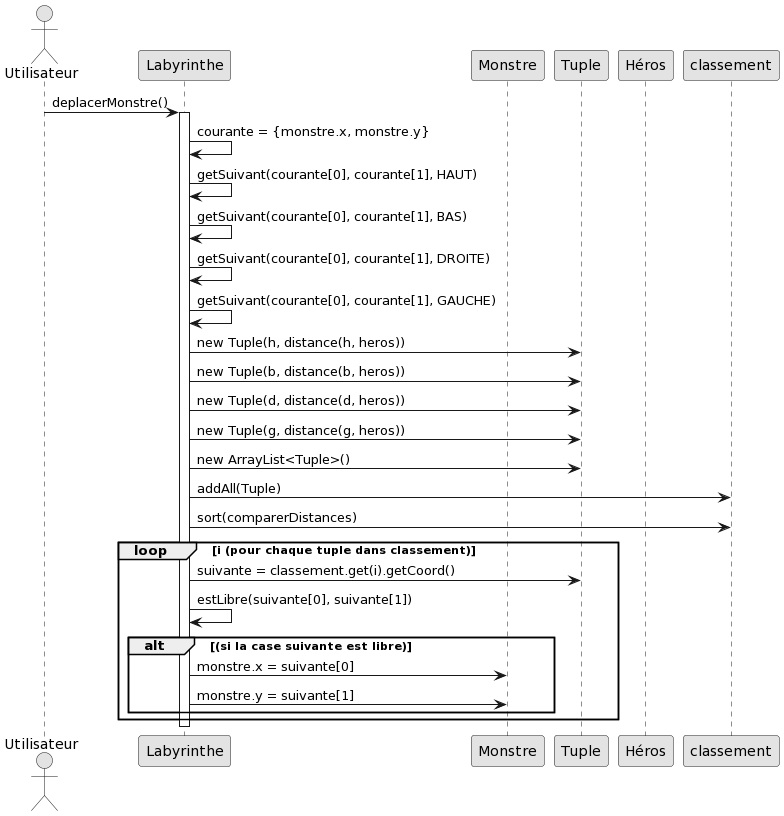 Utilisateur
Labyrinthe
Monstre
Tuple
Héros
classement
deplacerMonstre()
courante = {monstre.x, monstre.y}
getSuivant(courante[0], courante[1], HAUT)
getSuivant(courante[0], courante[1], BAS)
getSuivant(courante[0], courante[1], DROITE)
getSuivant(courante[0], courante[1], GAUCHE)
new Tuple(h, distance(h, heros))
new Tuple(b, distance(b, heros))
new Tuple(d, distance(d, heros))
new Tuple(g, distance(g, heros))
new ArrayList<Tuple>()
addAll(Tuple)
sort(comparerDistances)
loop [i (pour chaque tuple dans classement)]
suivante = classement.get(i).getCoord()
estLibre(suivante[0], suivante[1])
alt [(si la case suivante est libre)]
monstre.x = suivante[0]
monstre.y = suivante[1]
Utilisateur
Labyrinthe
Monstre
Tuple
Héros
classement